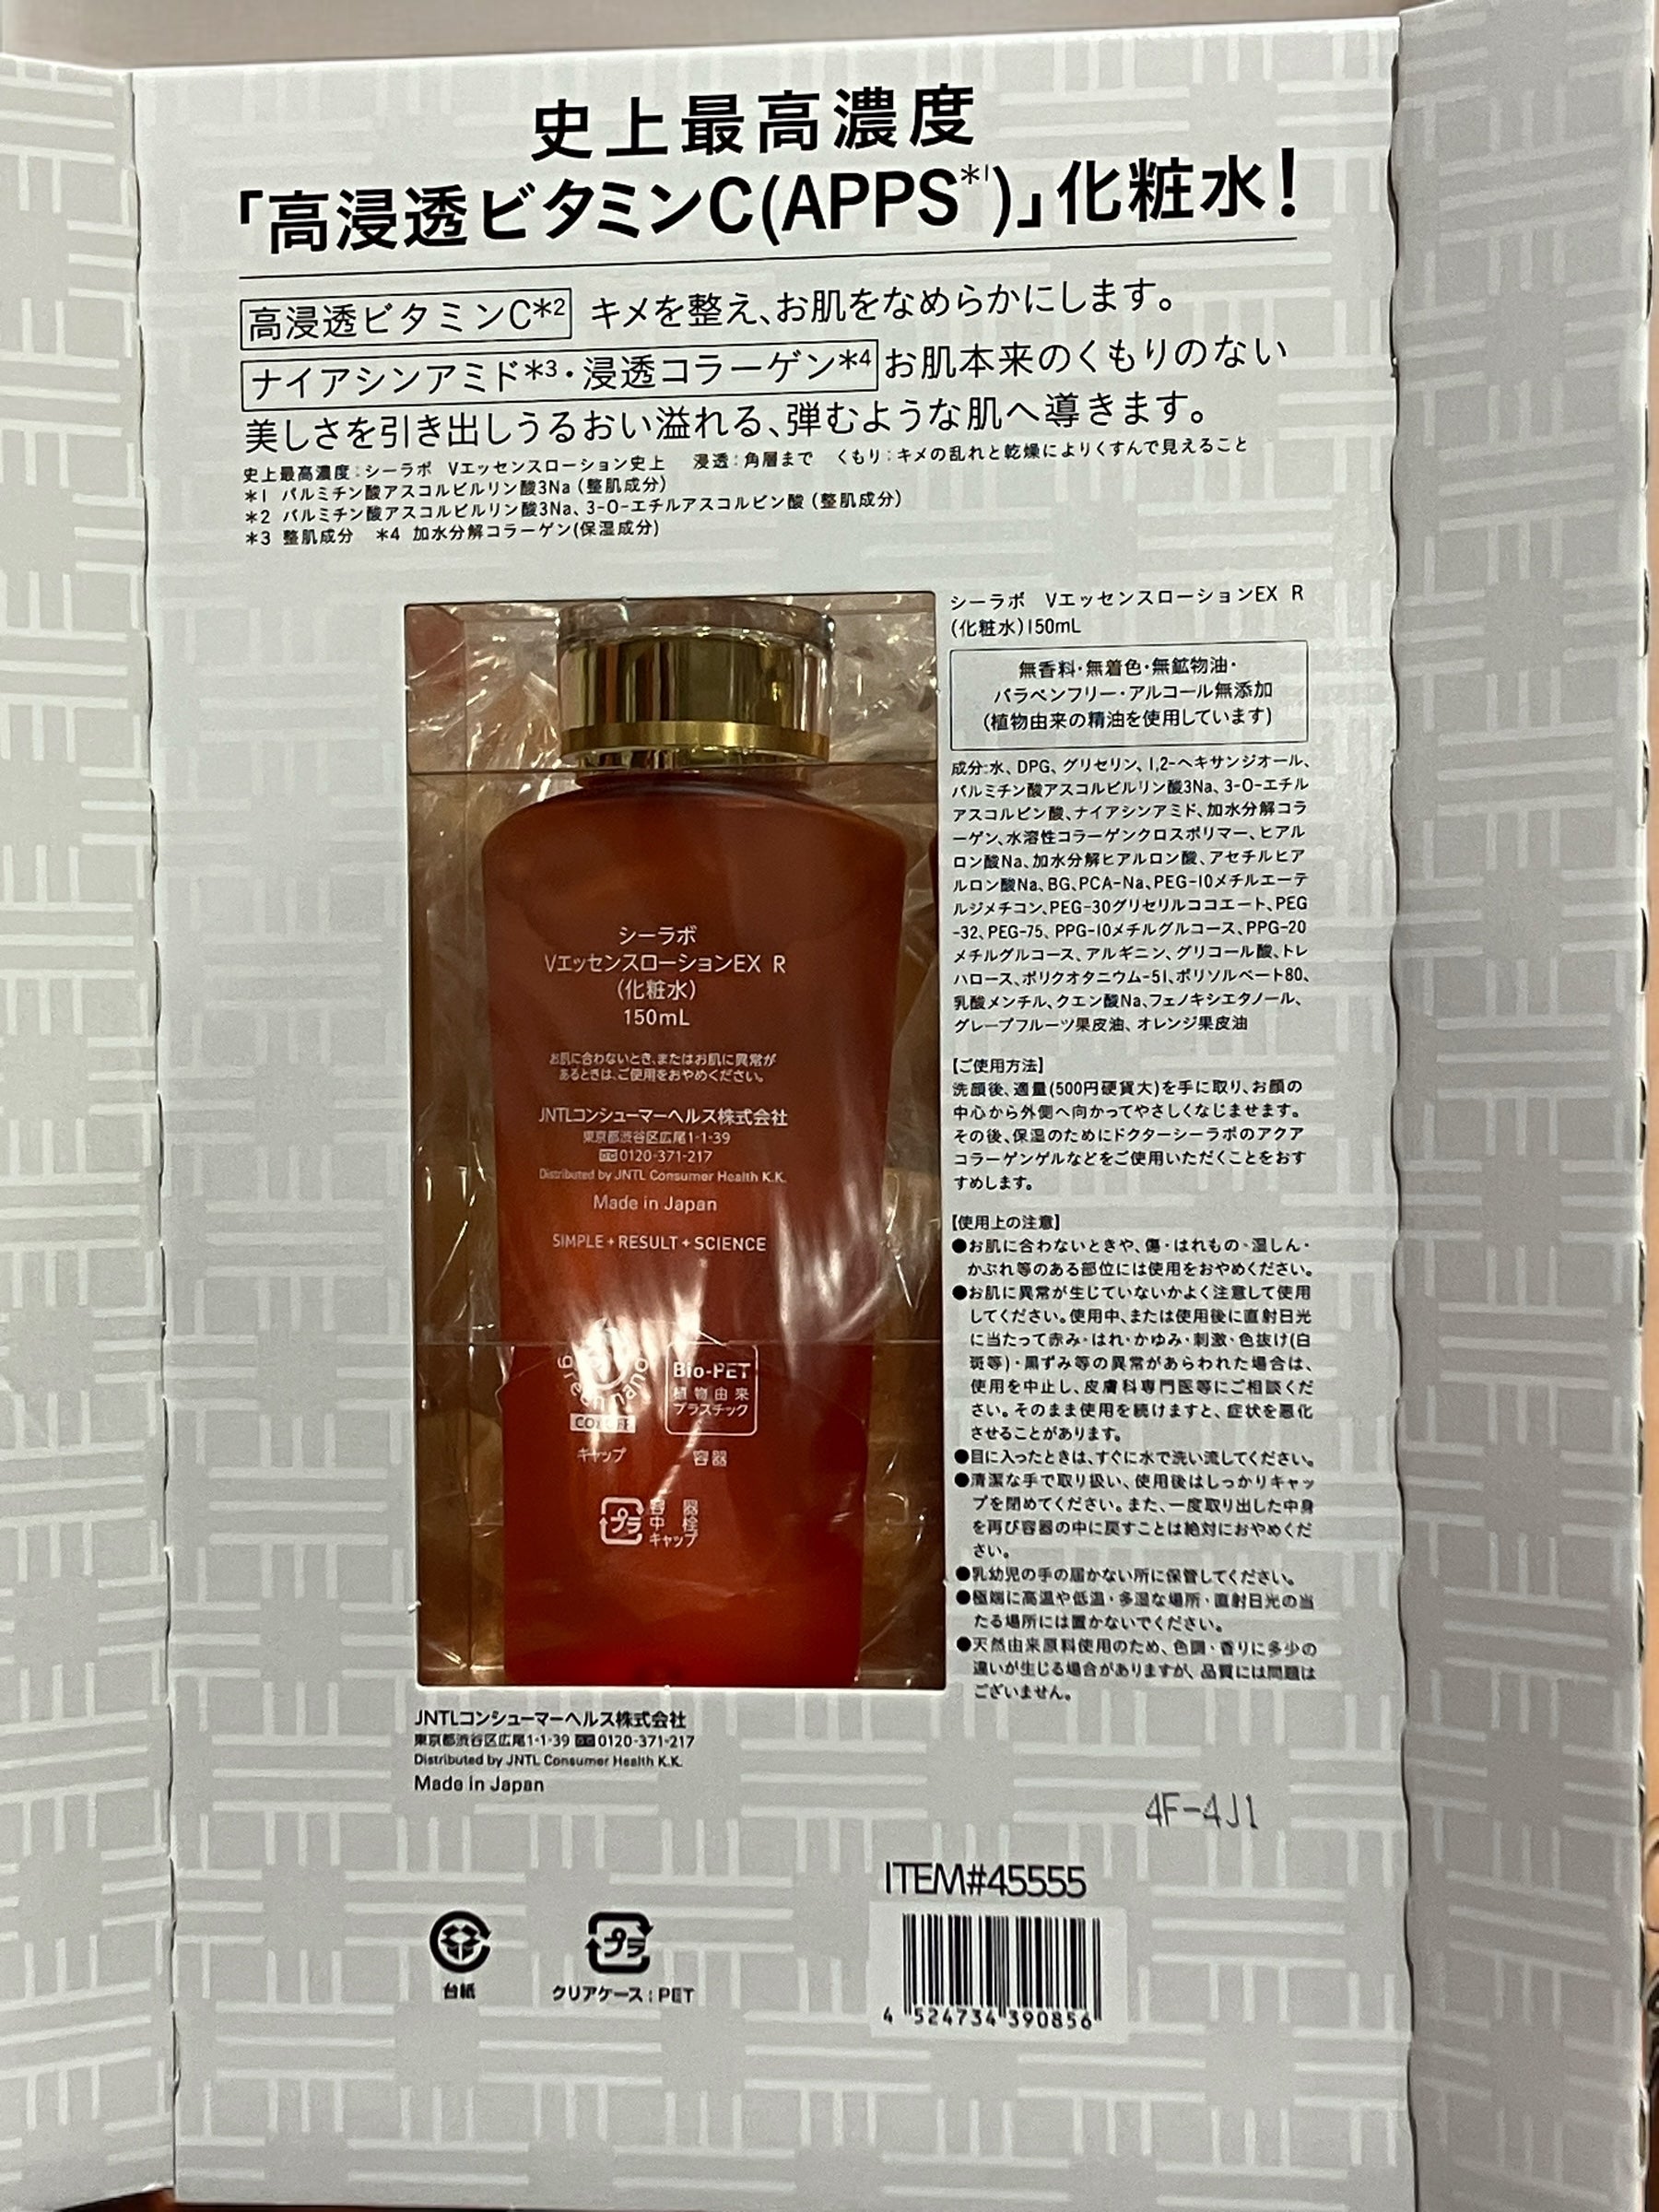 史上最高濃度
「高浸透ビタミンC(APPS*1)」化粧水!
高浸透ビタミンC*2 キメを整え、お肌をなめらかにします。
ナイアシンアミド*3・浸透コラーゲン*4 お肌本来のくもりのない
美しさを引き出しうるおい溢れる、弾むような肌へ導きます。
史上最高濃度:シーラボ Vエッセンスローション史上 浸透:角層まで くもり:キメの乱れと乾燥によりくすんで見えること
*1 パルミチン酸アスコルビルリン酸3Na (整肌成分)
*2 パルミチン酸アスコルビルリン酸3Na、3-O-エチルアスコルビン酸 (整肌成分)
*3 整肌成分 *4 加水分解コラーゲン(保湿成分)
シーラボ
VエッセンスローションEX R
(化粧水)
150mL
お肌に合わないとき、またはお肌に異常が
あるときは、ご使用をおやめください。
JNTLコンシューマーヘルス株式会社
東京都渋谷区広尾1-1-39
0120-371-217
Distributed by JNTL Consumer Health K.K.
Made in Japan
SIMPLE+RESULT+SCIENCE
green nano
CO2 OFF
キャップ
Bio-PET
植物由来
プラスチック
容器
プラ
容器
中栓
キャップ
シーラボ VエッセンスローションEX R
(化粧水)150mL
無香料・無着色・無鉱物油・
パラベンフリー・アルコール無添加
(植物由来の精油を使用しています)
成分:水、DPG、グリセリン、1,2-ヘキサンジオール、
パルミチン酸アスコルビルリン酸3Na、3-O-エチル
アスコルビン酸、ナイアシンアミド、加水分解コラ
ーゲン、水溶性コラーゲンクロスポリマー、ヒアル
ロン酸Na、加水分解ヒアルロン酸、アセチルヒア
ルロン酸Na、BG、PCA-Na、PEG-10メチルエーテ
ルジメチコン、PEG-30グリセリルココエート、PEG
-32、PEG-75、PPG-10メチルグルコース、PPG-20
メチルグルコース、アルギニン、グリコール酸、トレ
ハロース、ポリクオタニウム-51、ポリソルベート80、
乳酸メンチル、クエン酸Na、フェノキシエタノール、
グレープフルーツ果皮油、オレンジ果皮油
【ご使用方法】
洗顔後、適量(500円硬貨大)を手に取り、お顔の
中心から外側へ向かってやさしくなじませます。
その後、保湿のためにドクターシーラボのアクア
コラーゲンゲルなどをご使用いただくことをおす
すめします。
【使用上の注意】
●お肌に合わないときや、傷・はれもの・湿しん・
かぶれ等のある部位には使用をおやめください。
●お肌に異常が生じていないかよく注意して使用
してください。使用中、または使用後に直射日光
に当たって赤み・はれ・かゆみ・刺激・色抜け(白
斑等)・黒ずみ等の異常があらわれた場合は、
使用を中止し、皮膚科専門医等にご相談くだ
さい。そのまま使用を続けますと、症状を悪化
させることがあります。
●目に入ったときは、すぐに水で洗い流してください。
●清潔な手で取り扱い、使用後はしっかりキャッ
プを閉めてください。また、一度取り出した中身
を再び容器の中に戻すことは絶対におやめくだ
さい。
●乳幼児の手の届かない所に保管してください。
●極端に高温や低温・多湿な場所・直射日光の当
たる場所には置かないでください。
●天然由来原料使用のため、色調・香りに多少の
違いが生じる場合がありますが、品質には問題は
ございません。
JNTLコンシューマーヘルス株式会社
東京都渋谷区広尾1-1-39 0120-371-217
Distributed by JNTL Consumer Health K.K.
Made in Japan
4F-4J1
ITEM#45555
台紙
プラ
クリアケース:PET
4 524734 390856